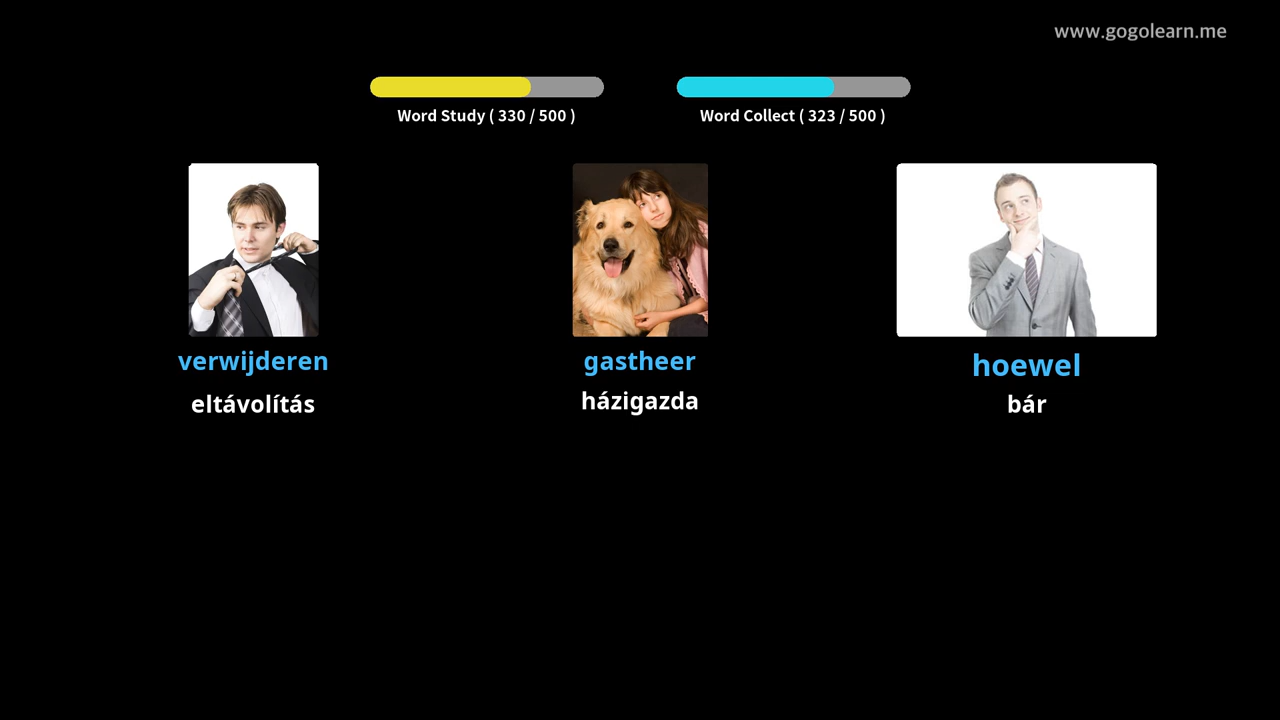 www.gogolearn.me
Word Study ( 330 / 500 )
Word Collect ( 323 / 500 )
verwijderen
eltávolítás
gastheer
házigazda
hoewel
bár